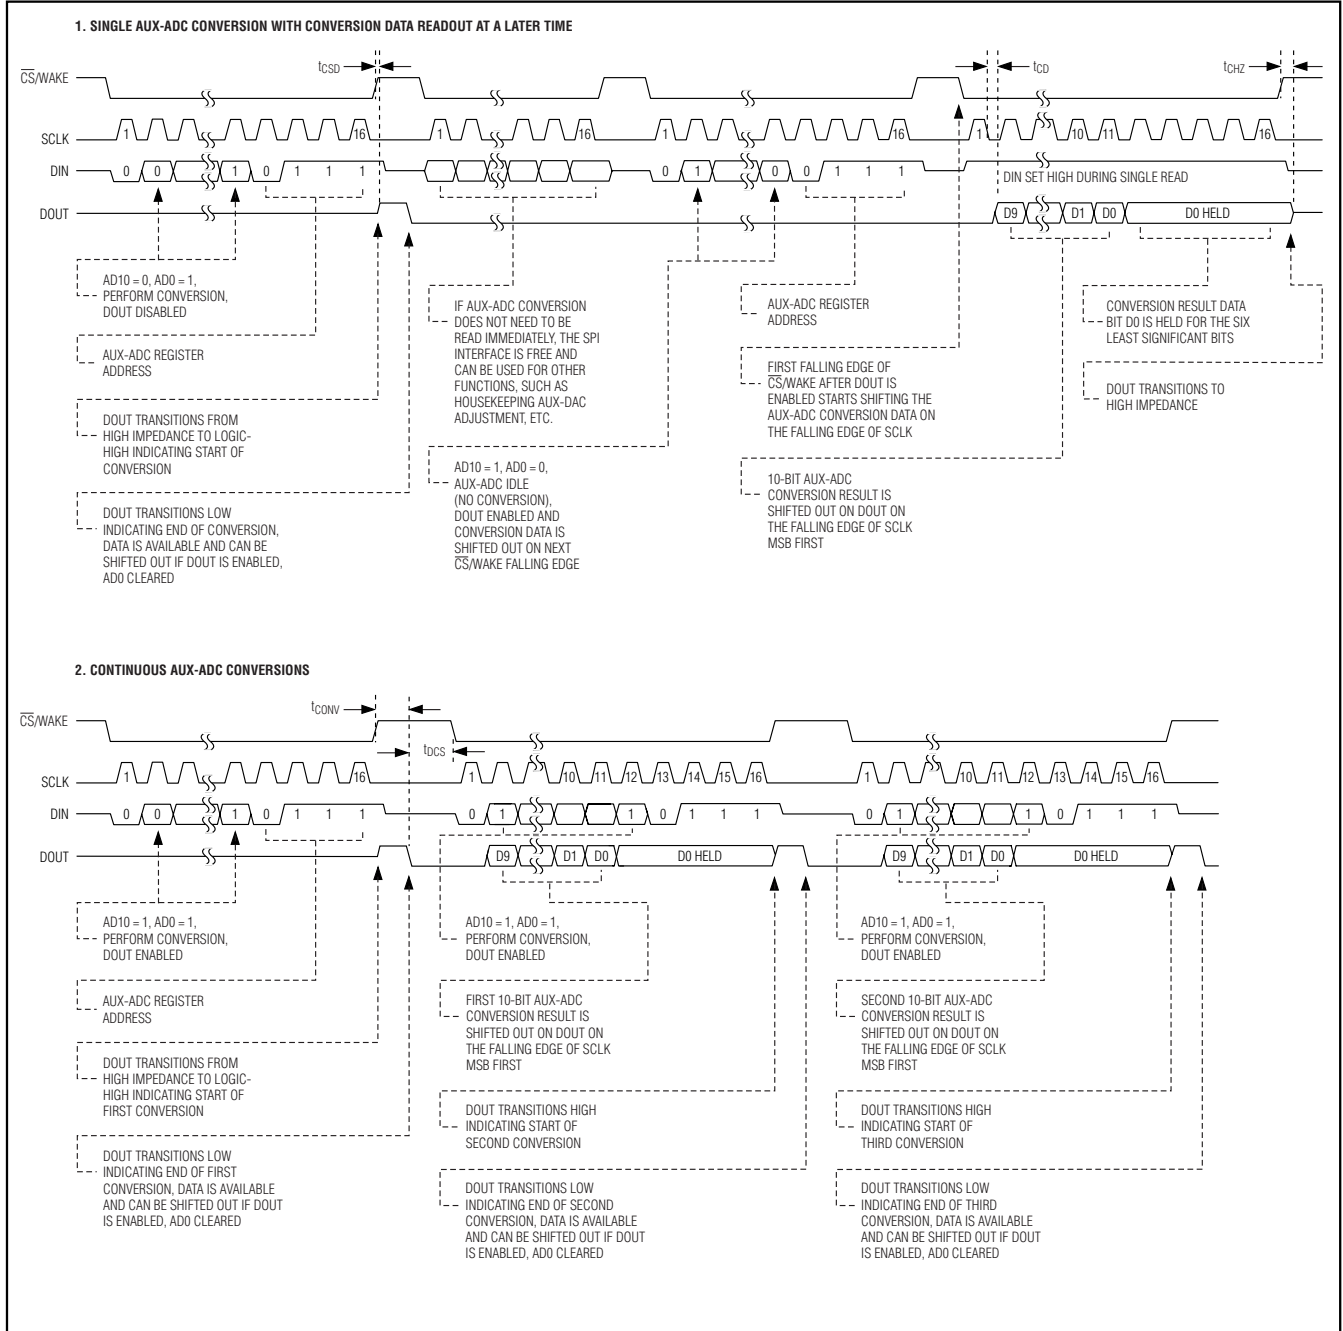 1. SINGLE AUX-ADC CONVERSION WITH CONVERSION DATA READOUT AT A LATER TIME
tCSD
tCD
tCHZ
CS/WAKE
SCLK 1 16 1 16 1 16 1 10 11 16
DIN 0 0 1 0 1 1 1 0 1 0 0 1 1 1
DIN SET HIGH DURING SINGLE READ
DOUT D9 D1 D0 D0 HELD
AD10 = 0, AD0 = 1,
PERFORM CONVERSION,
DOUT DISABLED
AUX-ADC REGISTER
ADDRESS
DOUT TRANSITIONS FROM
HIGH IMPEDANCE TO LOGIC-
HIGH INDICATING START OF
CONVERSION
DOUT TRANSITIONS LOW
INDICATING END OF CONVERSION,
DATA IS AVAILABLE AND CAN BE
SHIFTED OUT IF DOUT IS ENABLED,
AD0 CLEARED
IF AUX-ADC CONVERSION
DOES NOT NEED TO BE
READ IMMEDIATELY, THE SPI
INTERFACE IS FREE AND
CAN BE USED FOR OTHER
FUNCTIONS, SUCH AS
HOUSEKEEPING AUX-DAC
ADJUSTMENT, ETC.
AD10 = 1, AD0 = 0,
AUX-ADC IDLE
(NO CONVERSION),
DOUT ENABLED AND
CONVERSION DATA IS
SHIFTED OUT ON NEXT
CS/WAKE FALLING EDGE
AUX-ADC REGISTER
ADDRESS
FIRST FALLING EDGE OF
CS/WAKE AFTER DOUT IS
ENABLED STARTS SHIFTING THE
AUX-ADC CONVERSION DATA ON
THE FALLING EDGE OF SCLK
10-BIT AUX-ADC
CONVERSION RESULT IS
SHIFTED OUT ON DOUT ON
THE FALLING EDGE OF SCLK
MSB FIRST
CONVERSION RESULT DATA
BIT D0 IS HELD FOR THE SIX
LEAST SIGNIFICANT BITS
DOUT TRANSITIONS TO
HIGH IMPEDANCE
2. CONTINUOUS AUX-ADC CONVERSIONS
tCONV
CS/WAKE
tDCS
SCLK 1 16 1 10 11 12 13 14 15 16 1 10 11 12 13 14 15 16
DIN 0 0 1 0 1 1 1 0 1 1 0 1 1 1 0 1 1 0 1 1 1
DOUT D9 D1 D0 D0 HELD D9 D1 D0 D0 HELD
AD10 = 1, AD0 = 1,
PERFORM CONVERSION,
DOUT ENABLED
AUX-ADC REGISTER
ADDRESS
DOUT TRANSITIONS FROM
HIGH IMPEDANCE TO LOGIC-
HIGH INDICATING START OF
FIRST CONVERSION
DOUT TRANSITIONS LOW
INDICATING END OF FIRST
CONVERSION, DATA IS AVAILABLE
AND CAN BE SHIFTED OUT IF DOUT
IS ENABLED, AD0 CLEARED
AD10 = 1, AD0 = 1,
PERFORM CONVERSION,
DOUT ENABLED
FIRST 10-BIT AUX-ADC
CONVERSION RESULT IS
SHIFTED OUT ON DOUT ON
THE FALLING EDGE OF SCLK
MSB FIRST
DOUT TRANSITIONS HIGH
INDICATING START OF
SECOND CONVERSION
DOUT TRANSITIONS LOW
INDICATING END OF SECOND
CONVERSION, DATA IS AVAILABLE
AND CAN BE SHIFTED OUT IF DOUT
IS ENABLED, AD0 CLEARED
AD10 = 1, AD0 = 1,
PERFORM CONVERSION,
DOUT ENABLED
SECOND 10-BIT AUX-ADC
CONVERSION RESULT IS
SHIFTED OUT ON DOUT ON
THE FALLING EDGE OF SCLK
MSB FIRST
DOUT TRANSITIONS HIGH
INDICATING START OF
THIRD CONVERSION
DOUT TRANSITIONS LOW
INDICATING END OF THIRD
CONVERSION, DATA IS AVAILABLE
AND CAN BE SHIFTED OUT IF DOUT
IS ENABLED, AD0 CLEARED